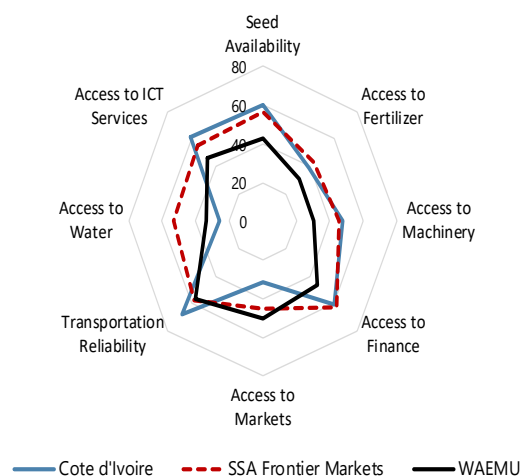 Seed
Availability
80
Access to ICT
Services
Access to
Fertilizer
60
40
20
0
Access to
Water
Access to
Machinery
Transportation
Reliability
Access to
Finance
Access to
Markets
Cote d'Ivoire
SSA Frontier Markets
WAEMU